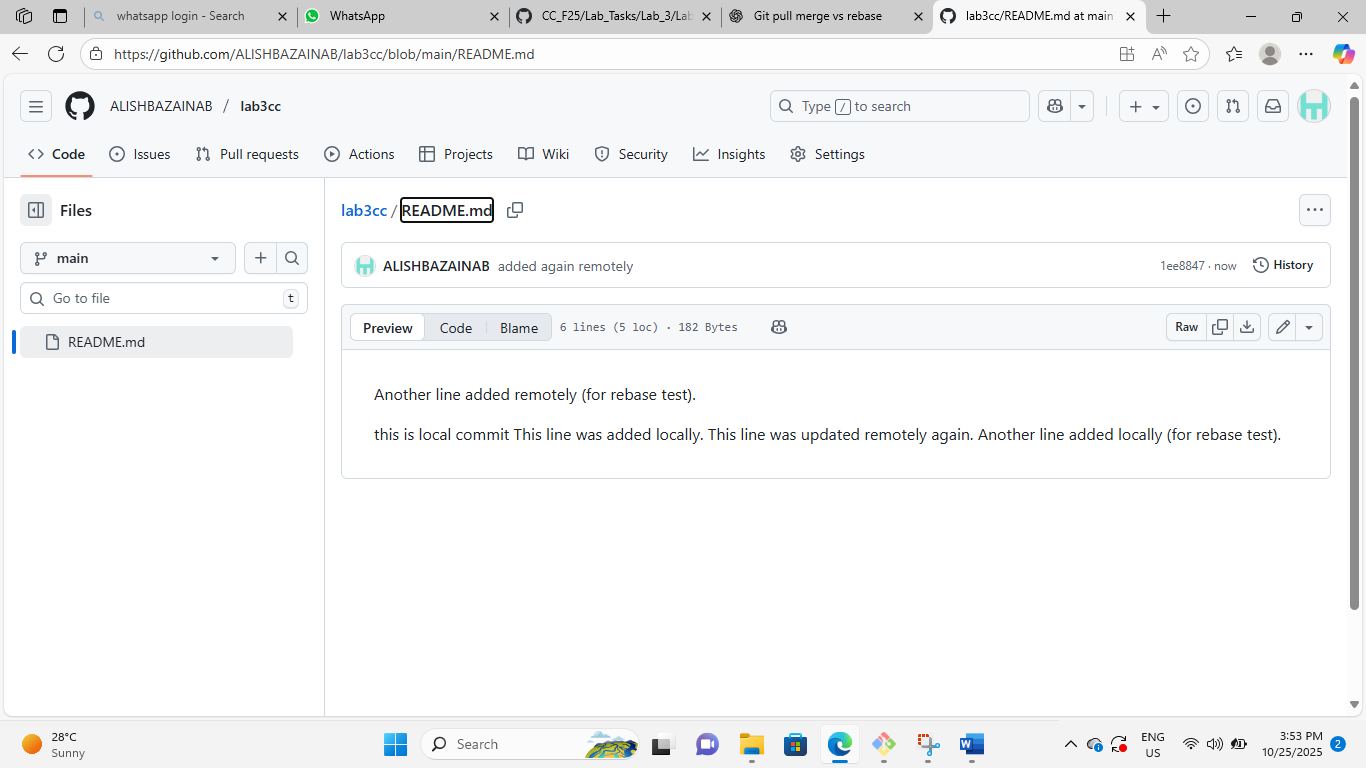 whatsapp login - Search
WhatsApp
CC_F25/Lab_Tasks/Lab_3/Lab
Git pull merge vs rebase
lab3cc/README.md at main
https://github.com/ALISHBAZAINAB/lab3cc/blob/main/README.md
ALISHBAZAINAB / lab3cc
Type / to search
Code
Issues
Pull requests
Actions
Projects
Wiki
Security
Insights
Settings
Files
lab3cc / README.md
main
ALISHBAZAINAB added again remotely
1ee8847 · now
History
Go to file
t
Preview
Code
Blame
6 lines (5 loc) · 182 Bytes
Raw
README.md
Another line added remotely (for rebase test).
this is local commit This line was added locally. This line was updated remotely again. Another line added locally (for rebase test).
28°C
Sunny
Search
ENG
US
3:53 PM
10/25/2025
2